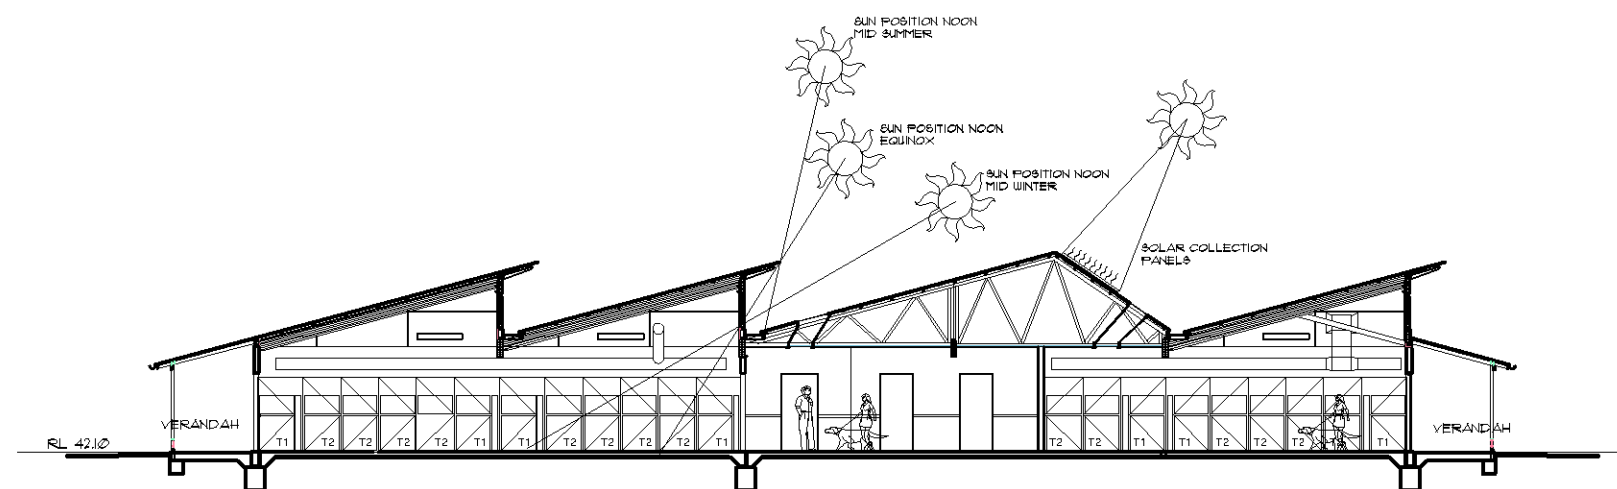 SUN POSITION NOON
MID SUMMER
SUN POSITION NOON
EQUINOX
SUN POSITION NOON
MID WINTER
SOLAR COLLECTION
PANELS
VERANDAH
VERANDAH
RL 42.10
T1 T2 T2 T2 T2 T1 T1 T2 T2 T2 T2 T1
T2 T2 T1 T1 T2 T2 T2 T1